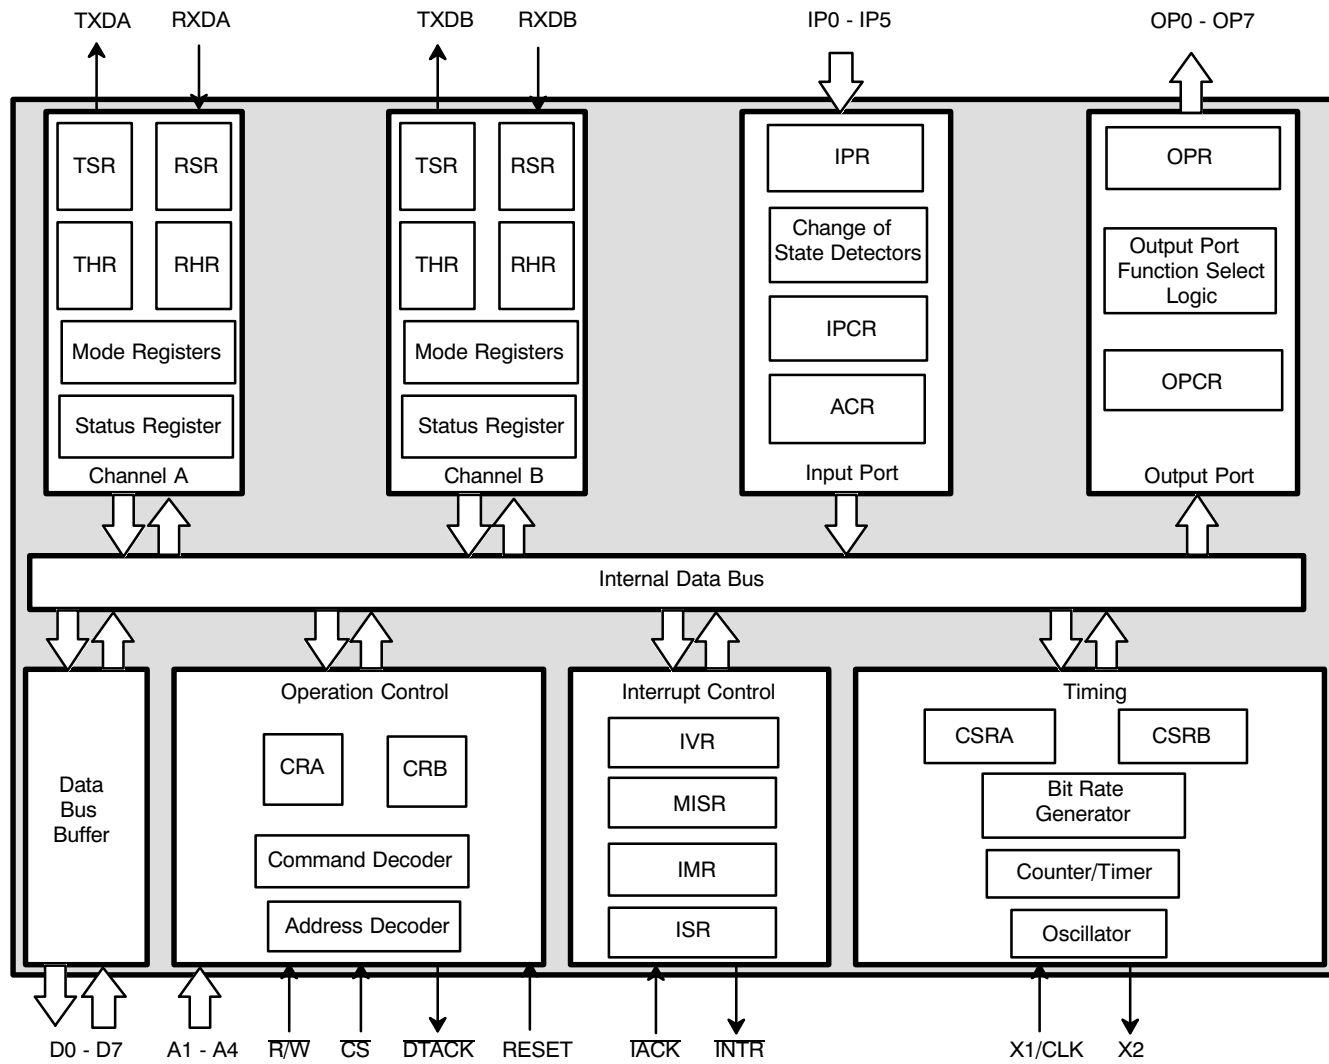 TXDA RXDA TXDB RXDB IP0 - IP5 OP0 - OP7
TSR RSR
THR RHR
Mode Registers
Status Register
Channel A
TSR RSR
THR RHR
Mode Registers
Status Register
Channel B
IPR
Change of
State Detectors
IPCR
ACR
Input Port
OPR
Output Port
Function Select
Logic
OPCR
Output Port
Internal Data Bus
Data
Bus
Buffer
Operation Control
CRA CRB
Command Decoder
Address Decoder
Interrupt Control
IVR
MISR
IMR
ISR
Timing
CSRA CSRB
Bit Rate
Generator
Counter/Timer
Oscillator
D0 - D7 A1 - A4 R/W CS DTACK RESET IACK INTR X1/CLK X2